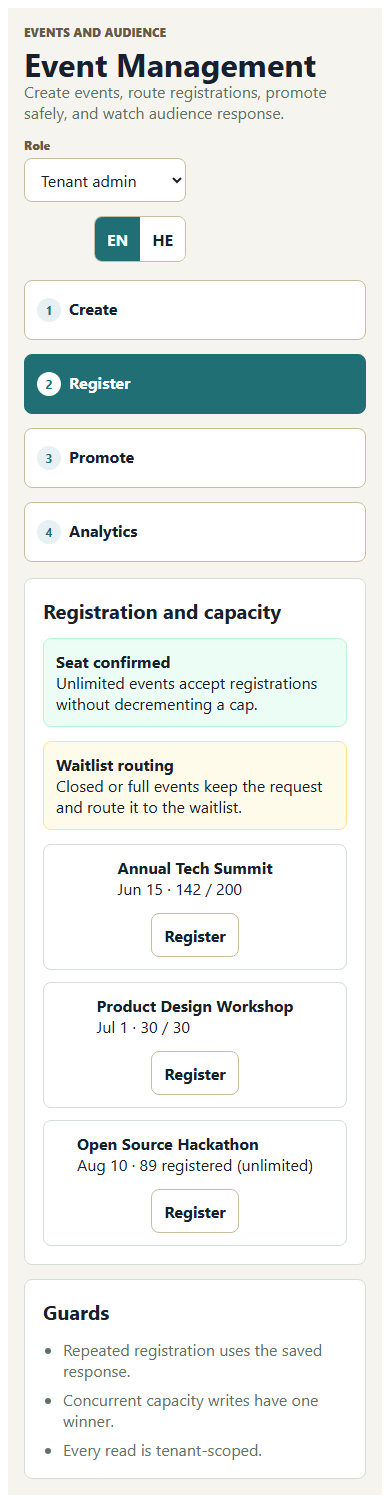 EVENTS AND AUDIENCE
Event Management
Create events, route registrations, promote
safely, and watch audience response.
Role
Tenant admin
EN HE
1 Create
2 Register
3 Promote
4 Analytics
Registration and capacity
Seat confirmed
Unlimited events accept registrations
without decrementing a cap.
Waitlist routing
Closed or full events keep the request
and route it to the waitlist.
Annual Tech Summit
Jun 15 · 142 / 200
Register
Product Design Workshop
Jul 1 · 30 / 30
Register
Open Source Hackathon
Aug 10 · 89 registered (unlimited)
Register
Guards
• Repeated registration uses the saved
response.
• Concurrent capacity writes have one
winner.
• Every read is tenant-scoped.